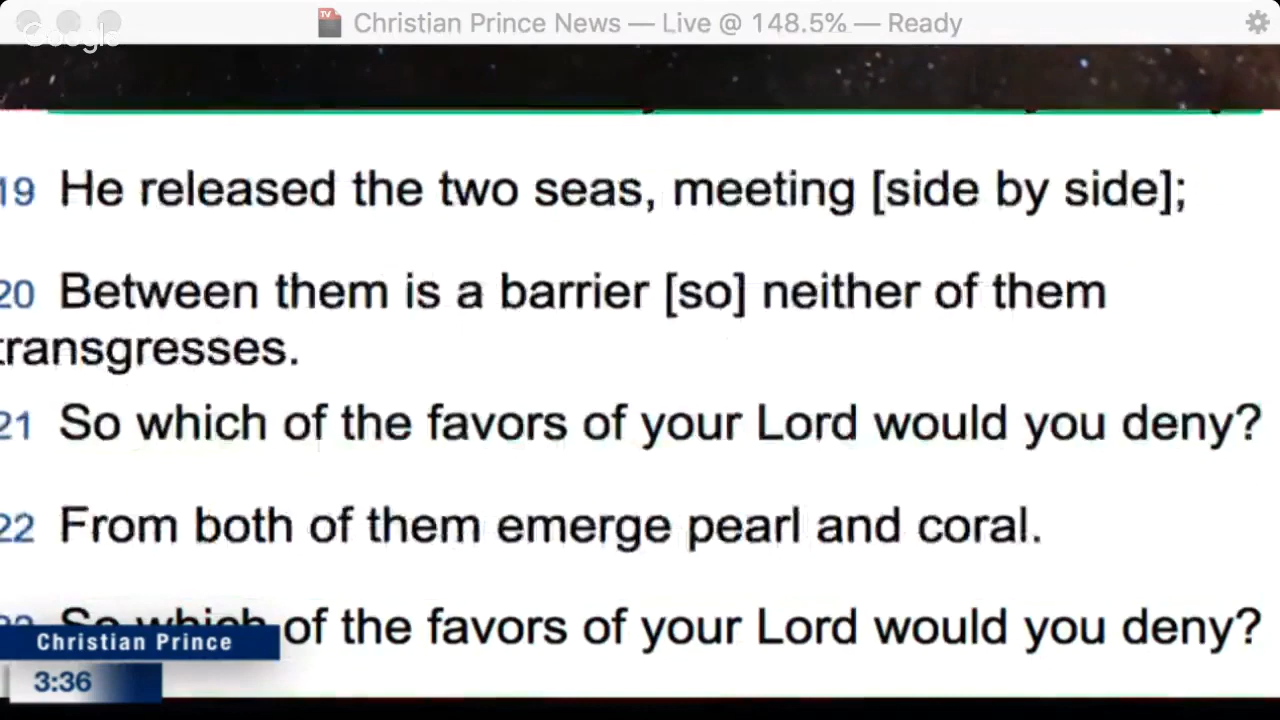 Google
Christian Prince News — Live @ 148.5% — Ready
19 He released the two seas, meeting [side by side];
20 Between them is a barrier [so] neither of them
transgresses.
21 So which of the favors of your Lord would you deny?
22 From both of them emerge pearl and coral.
So which of the favors of your Lord would you deny?
Christian Prince
3:36